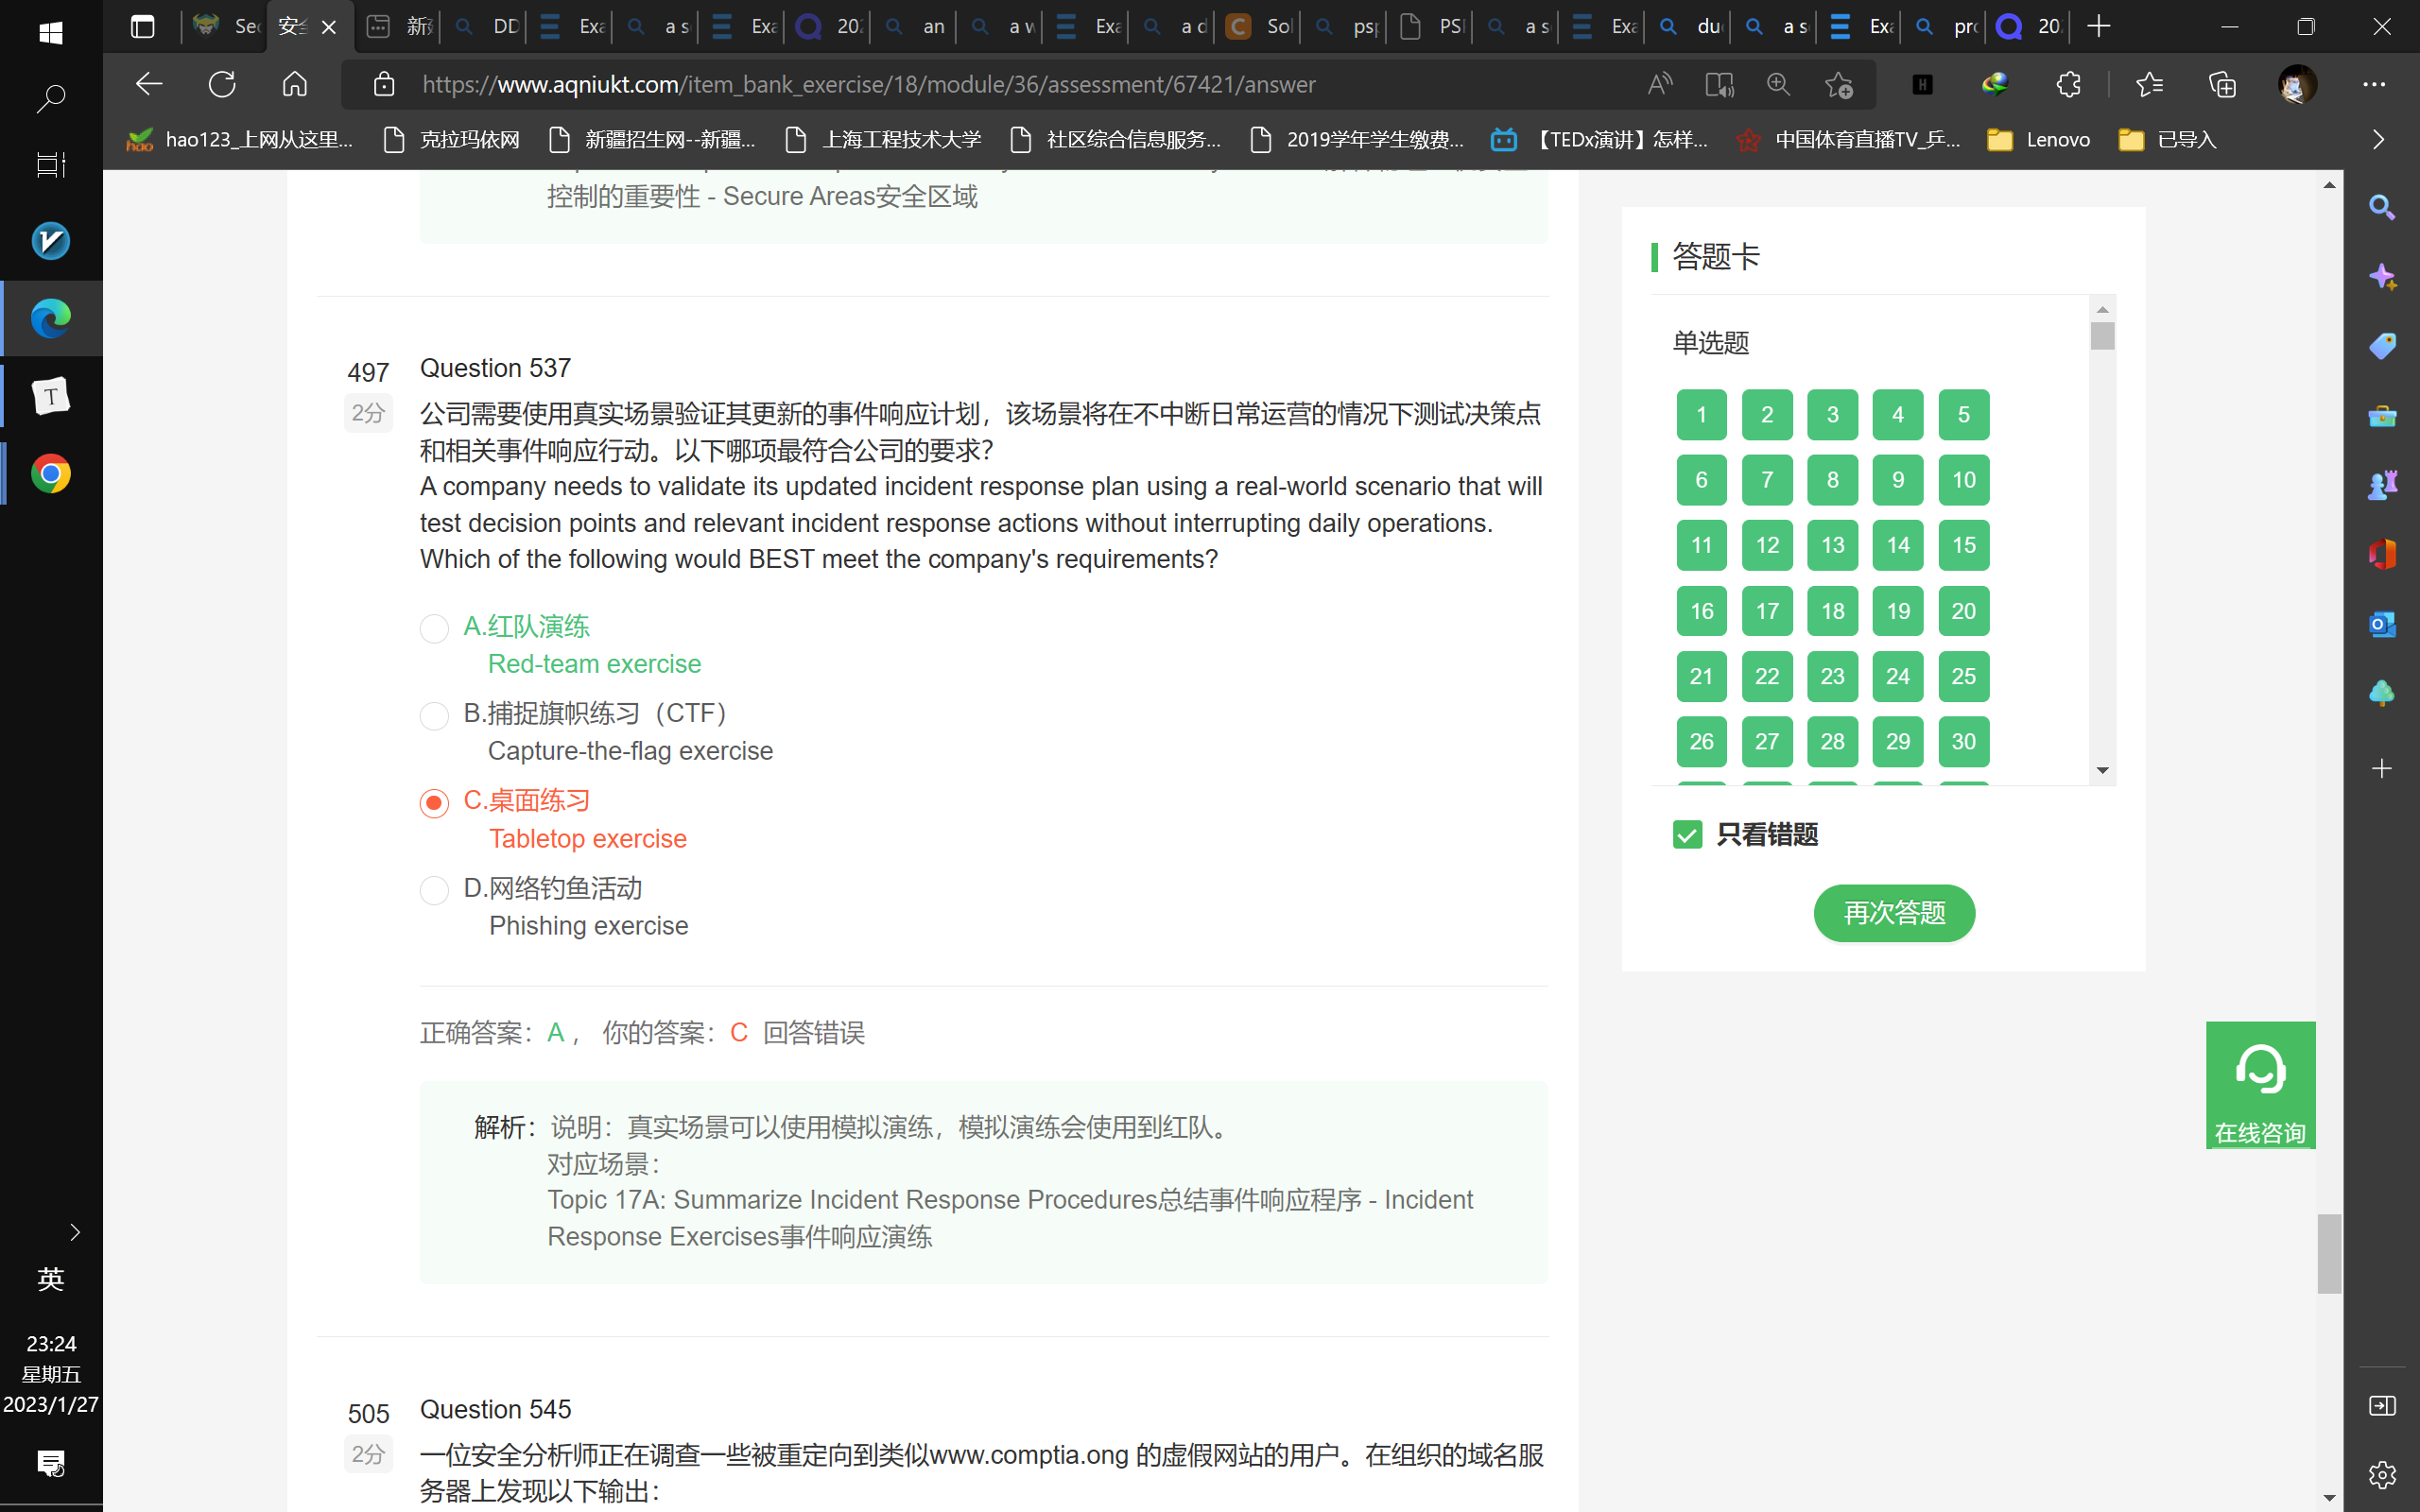 Sec
安全
新建
DD
Exa
a s
Exa
202
an
a w
Exa
a d
Sol
psp
PSI
a s
Exa
du
a s
Exa
pro
202
https://www.aqniukt.com/item_bank_exercise/18/module/36/assessment/67421/answer
hao123_上网从这里...
克拉玛依网
新疆招生网--新疆...
上海工程技术大学
社区综合信息服务...
2019学年学生缴费...
【TEDx演讲】怎样...
中国体育直播TV_乒...
Lenovo
已导入
控制的重要性 - Secure Areas安全区域
497
2分
Question 537
公司需要使用真实场景验证其更新的事件响应计划，该场景将在不中断日常运营的情况下测试决策点
和相关事件响应行动。以下哪项最符合公司的要求？
A company needs to validate its updated incident response plan using a real-world scenario that will
test decision points and relevant incident response actions without interrupting daily operations.
Which of the following would BEST meet the company's requirements?
A.红队演练
Red-team exercise
B.捕捉旗帜练习（CTF）
Capture-the-flag exercise
C.桌面练习
Tabletop exercise
D.网络钓鱼活动
Phishing exercise
正确答案：A， 你的答案：C 回答错误
解析：说明：真实场景可以使用模拟演练，模拟演练会使用到红队。
对应场景：
Topic 17A: Summarize Incident Response Procedures总结事件响应程序 - Incident
Response Exercises事件响应演练
505
2分
Question 545
一位安全分析师正在调查一些被重定向到类似www.comptia.ong 的虚假网站的用户。在组织的域名服
务器上发现以下输出：
答题卡
单选题
1 2 3 4 5
6 7 8 9 10
11 12 13 14 15
16 17 18 19 20
21 22 23 24 25
26 27 28 29 30
只看错题
再次答题
在线咨询
英
23:24
星期五
2023/1/27